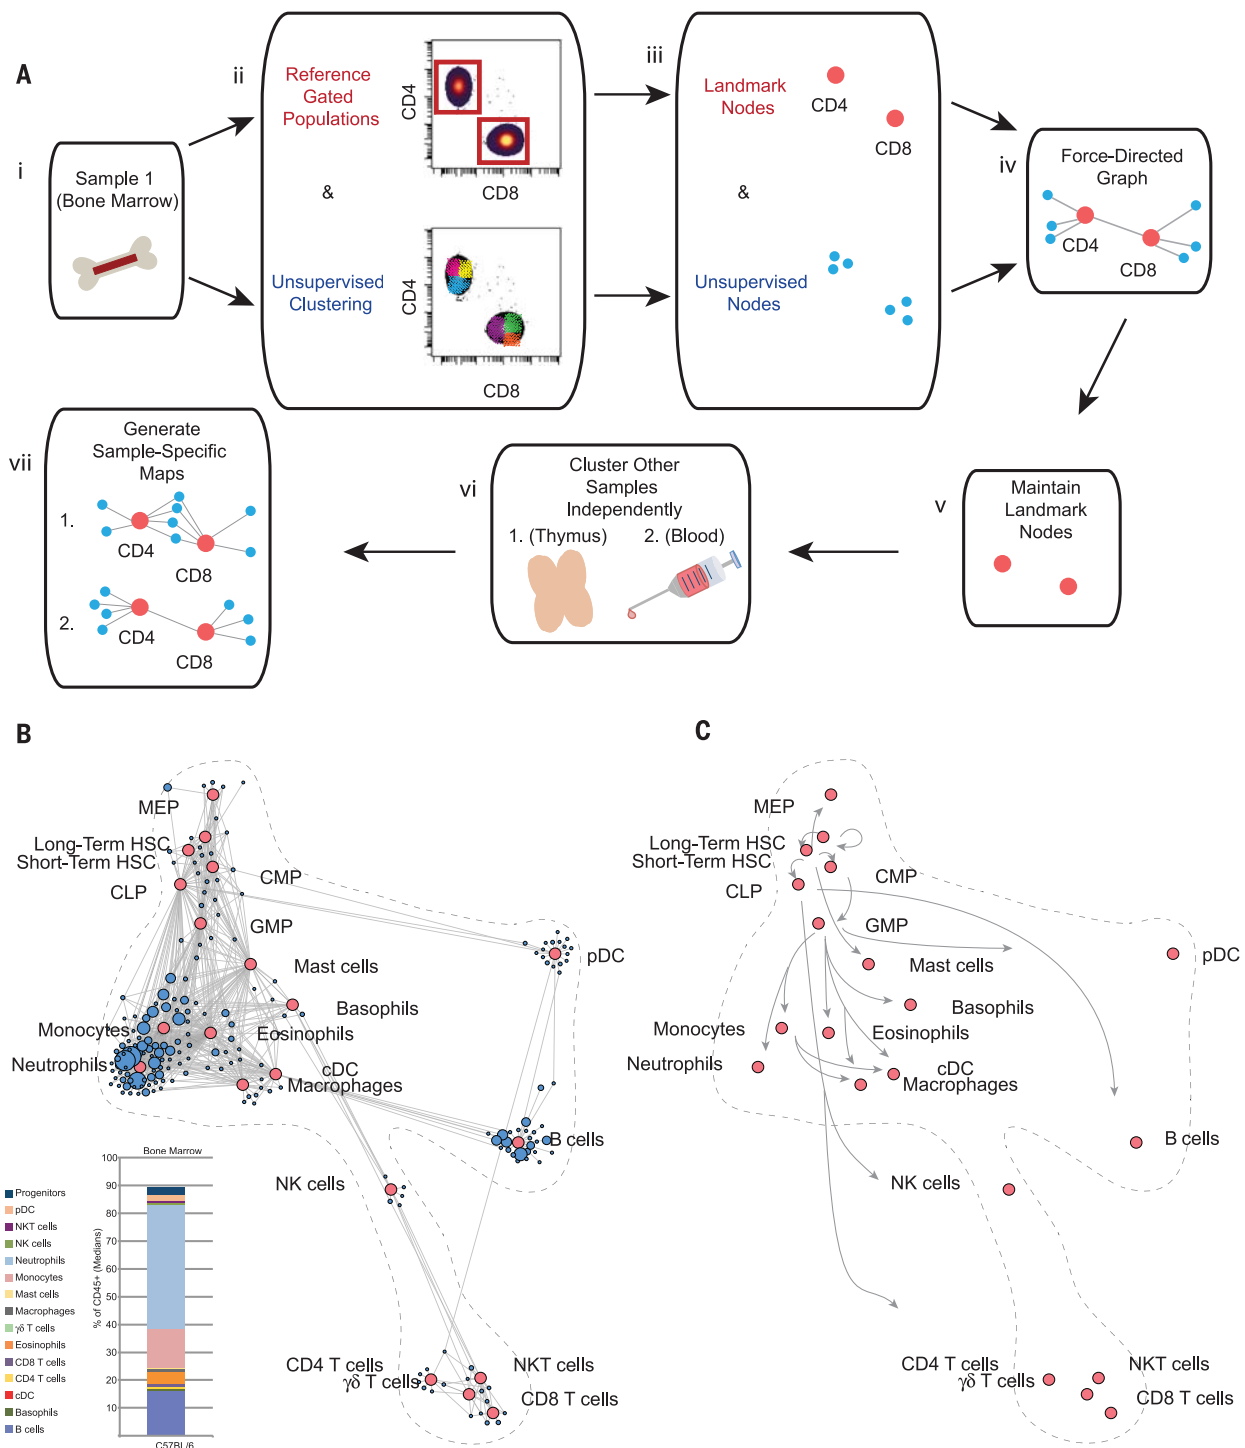 A
i
Sample 1
(Bone Marrow)
ii
Reference
Gated
Populations
&
Unsupervised
Clustering
CD4
CD8
CD4
CD8
iii
Landmark
Nodes
CD4
CD8
&
Unsupervised
Nodes
iv
Force-Directed
Graph
CD4
CD8
v
Maintain
Landmark
Nodes
vi
Cluster Other
Samples
Independently
1. (Thymus)
2. (Blood)
vii
Generate
Sample-Specific
Maps
1.
CD4
CD8
2.
CD4
CD8
B
MEP
Long-Term HSC
Short-Term HSC
CLP
CMP
GMP
Mast cells
Basophils
Monocytes
Eosinophils
Neutrophils
cDC
Macrophages
pDC
B cells
NK cells
CD4 T cells
γδ T cells
NKT cells
CD8 T cells
Bone Marrow
% of CD45+ (Medians)
100
90
80
70
60
50
40
30
20
10
C57BL/6
Progenitors
pDC
NKT cells
NK cells
Neutrophils
Monocytes
Mast cells
Macrophages
γδ T cells
Eosinophils
CD8 T cells
CD4 T cells
cDC
Basophils
B cells
C
MEP
Long-Term HSC
Short-Term HSC
CLP
CMP
GMP
Mast cells
Basophils
Monocytes
Eosinophils
Neutrophils
cDC
Macrophages
pDC
B cells
NK cells
CD4 T cells
γδ T cells
NKT cells
CD8 T cells